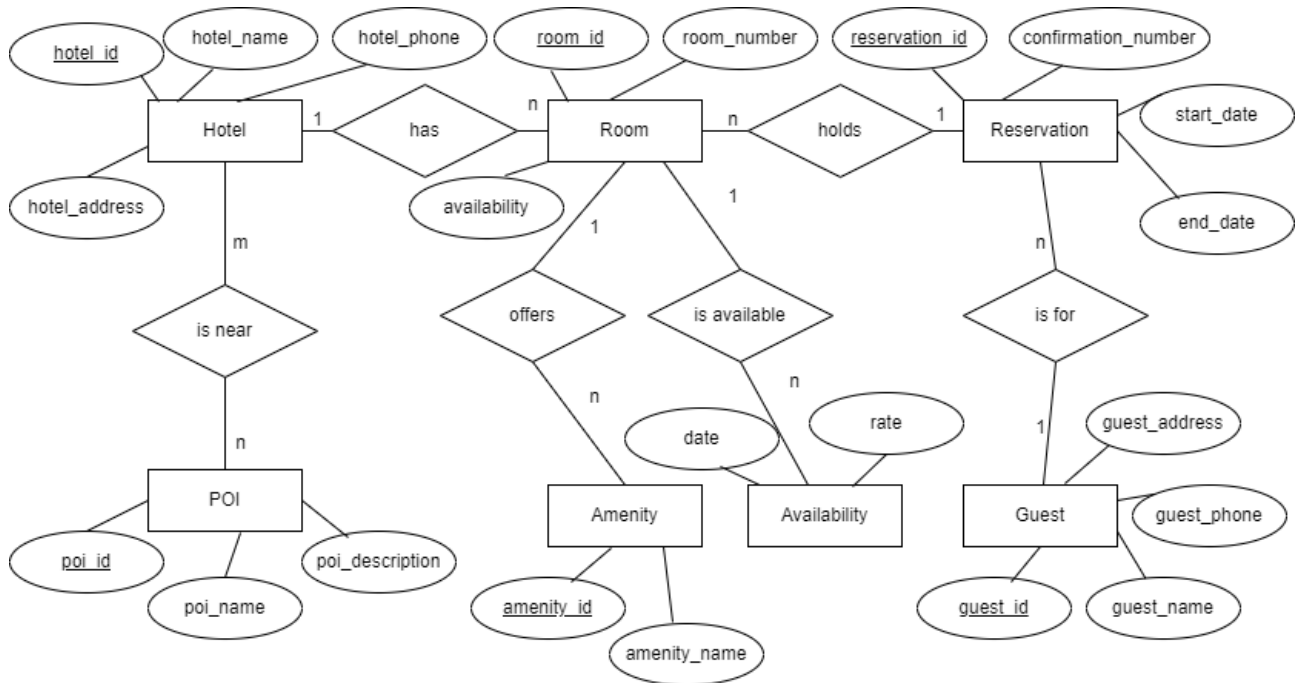 hotel_id
hotel_name
hotel_phone
room_id
room_number
reservation_id
confirmation_number
Hotel
1
has
n
Room
n
holds
1
Reservation
start_date
hotel_address
availability
end_date
m
1
1
n
is near
offers
is available
is for
n
n
n
1
date
rate
guest_address
POI
Amenity
Availability
Guest
guest_phone
poi_id
poi_description
poi_name
amenity_id
amenity_name
guest_id
guest_name